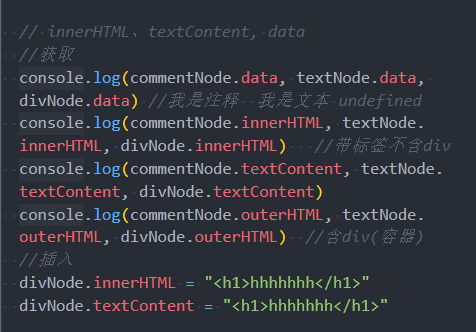 // innerHTML、textContent, data
//获取
console.log(commentNode.data, textNode.data,
divNode.data) //我是注释  我是文本 undefined
console.log(commentNode.innerHTML, textNode.
innerHTML, divNode.innerHTML)  //带标签不含div
console.log(commentNode.textContent, textNode.
textContent, divNode.textContent)
console.log(commentNode.outerHTML, textNode.
outerHTML, divNode.outerHTML)  //含div(容器)
//插入
divNode.innerHTML = "<h1>hhhhhhh</h1>"
divNode.textContent = "<h1>hhhhhhh</h1>"